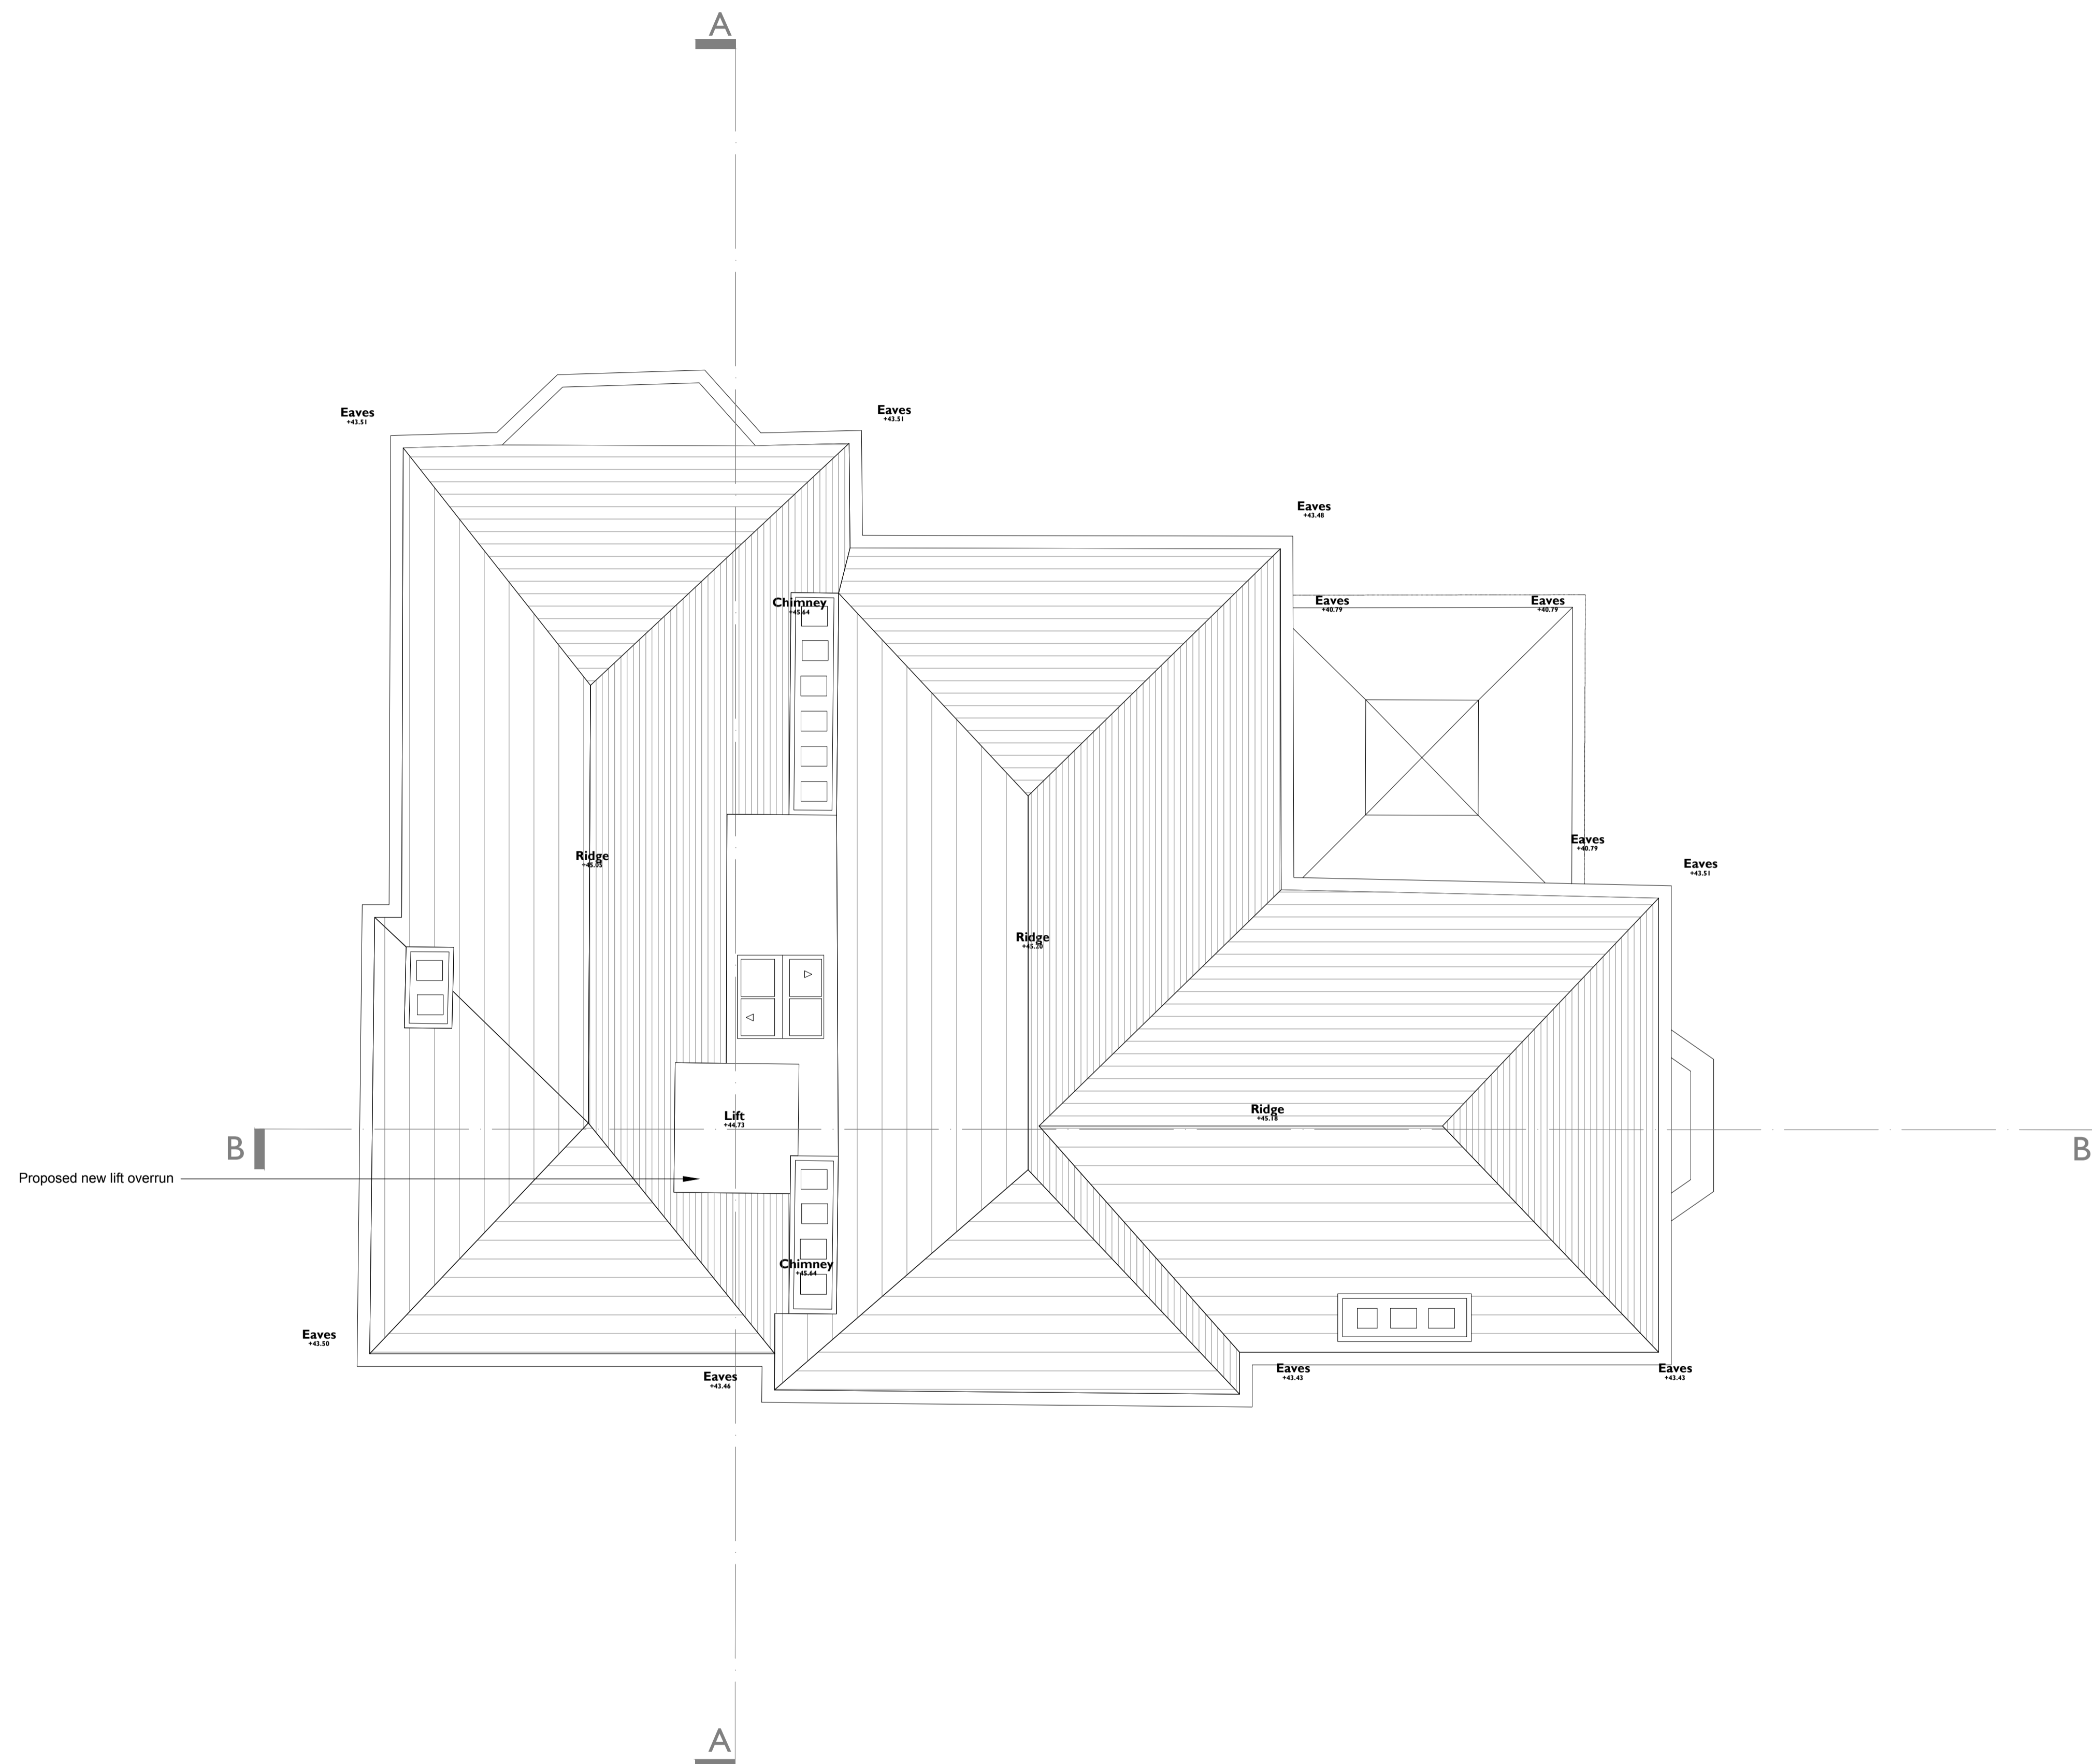 A
Eaves
+43.51
Eaves
+43.51
Eaves
+43.48
Chimney
+45.64
Eaves
+40.79
Eaves
+40.79
Ridge
+45.05
Eaves
+40.79
Eaves
+43.51
Ridge
+45.20
Lift
+44.73
Ridge
+45.18
B
B
Proposed new lift overrun
Chimney
+45.64
Eaves
+43.50
Eaves
+43.46
Eaves
+43.43
Eaves
+43.43
A